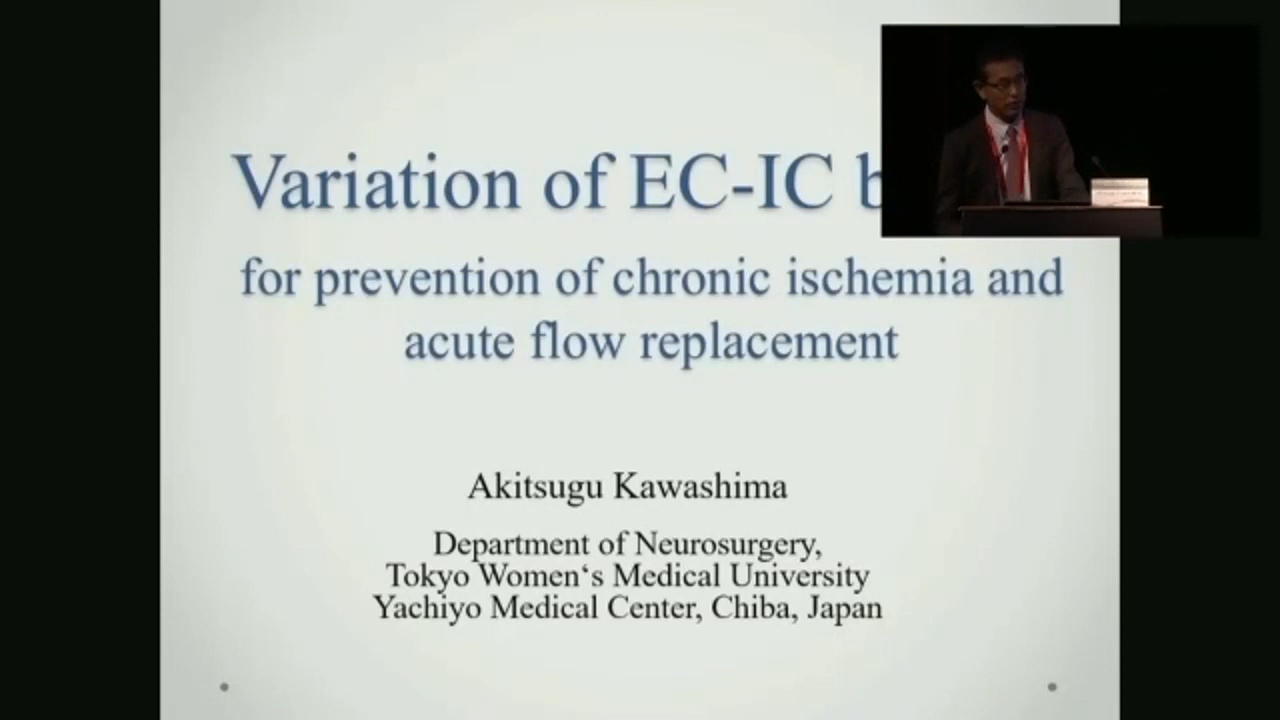 Variation of EC-IC
for prevention of chronic ischemia and
acute flow replacement
Akitsugu Kawashima
Department of Neurosurgery,
Tokyo Women‘s Medical University
Yachiyo Medical Center, Chiba, Japan